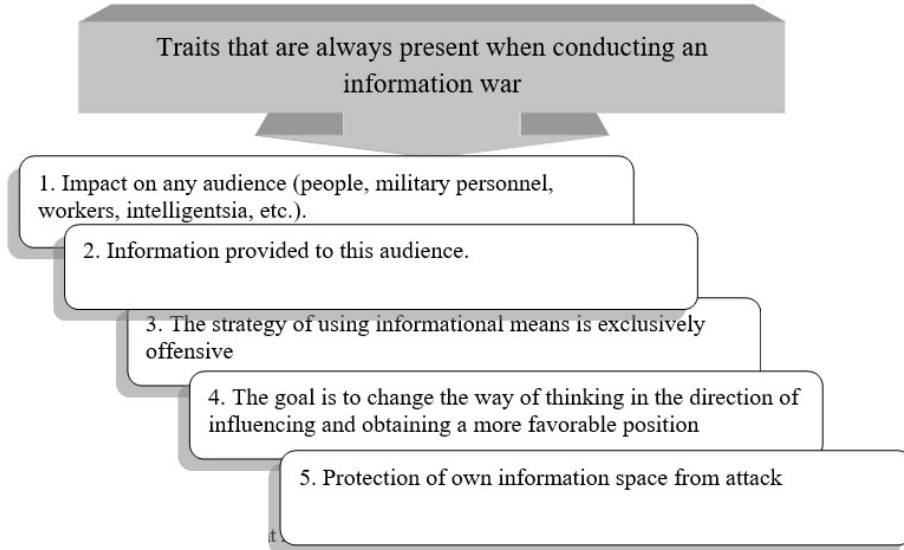 Traits that are always present when conducting an
information war
1. Impact on any audience (people, military personnel,
workers, intelligentsia, etc.).
2. Information provided to this audience.
3. The strategy of using informational means is exclusively
offensive
4. The goal is to change the way of thinking in the direction of
influencing and obtaining a more favorable position
5. Protection of own information space from attack